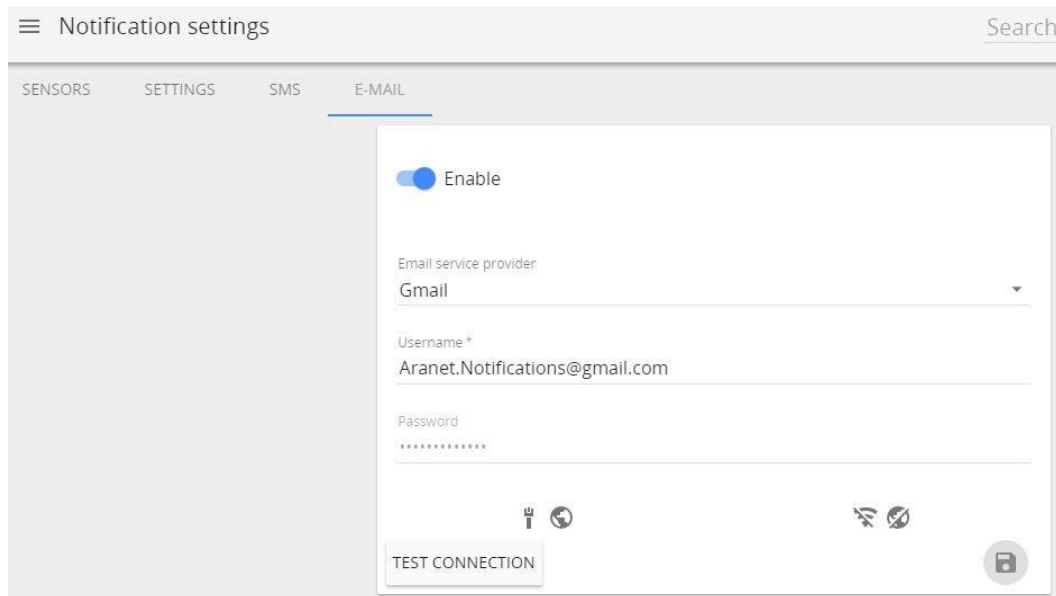 Notification settings
Search
SENSORS SETTINGS SMS E-MAIL
Enable
Email service provider
Gmail
Username *
Aranet.Notifications@gmail.com
Password
•••••••••••••
TEST CONNECTION